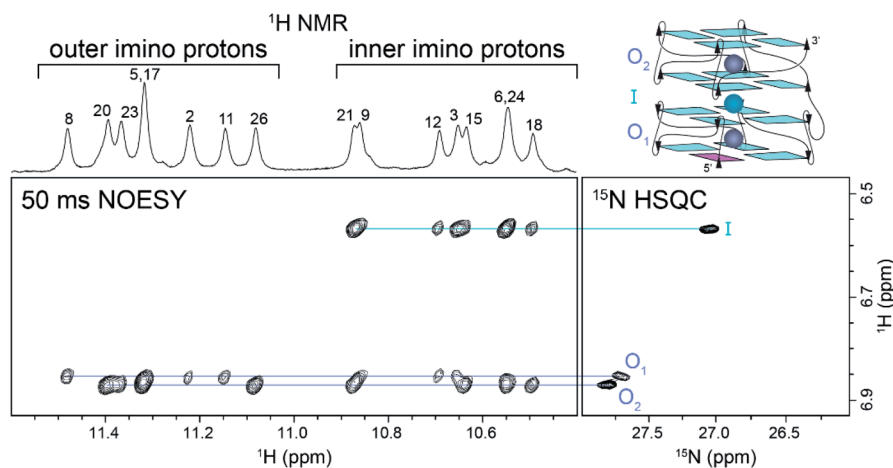 ¹H NMR
outer imino protons
inner imino protons
8
20
23
5,17
2
11
26
21
9
12
3
15
6,24
18
O₂
I
O₁
3'
5'
50 ms NOESY
¹⁵N HSQC
I
O₁
O₂
6.5
6.7
6.9
¹H (ppm)
11.4
11.2
11.0
10.8
10.6
¹H (ppm)
27.5
27.0
26.5
¹⁵N (ppm)